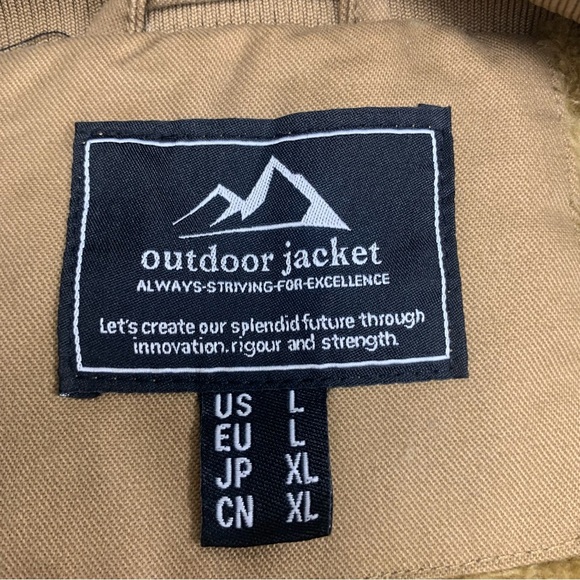 outdoor jacket
ALWAYS-STRIVING-FOR-EXCELLENCE
Let's create our splendid future through
innovation.rigour and strength.
US L
EU L
JP XL
CN XL